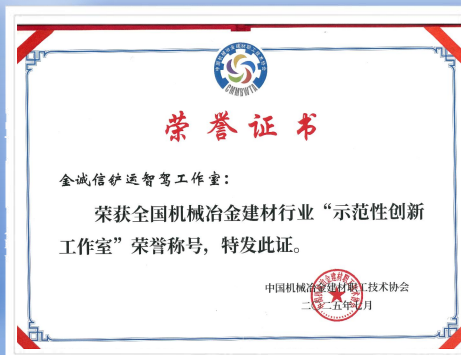 CMMSWTA
荣誉证书
金诚信铲运智驾工作室：
荣获全国机械冶金建材行业“示范性创新
工作室”荣誉称号，特发此证。
中国机械冶金建材职工技术协会
二〇二五年七月